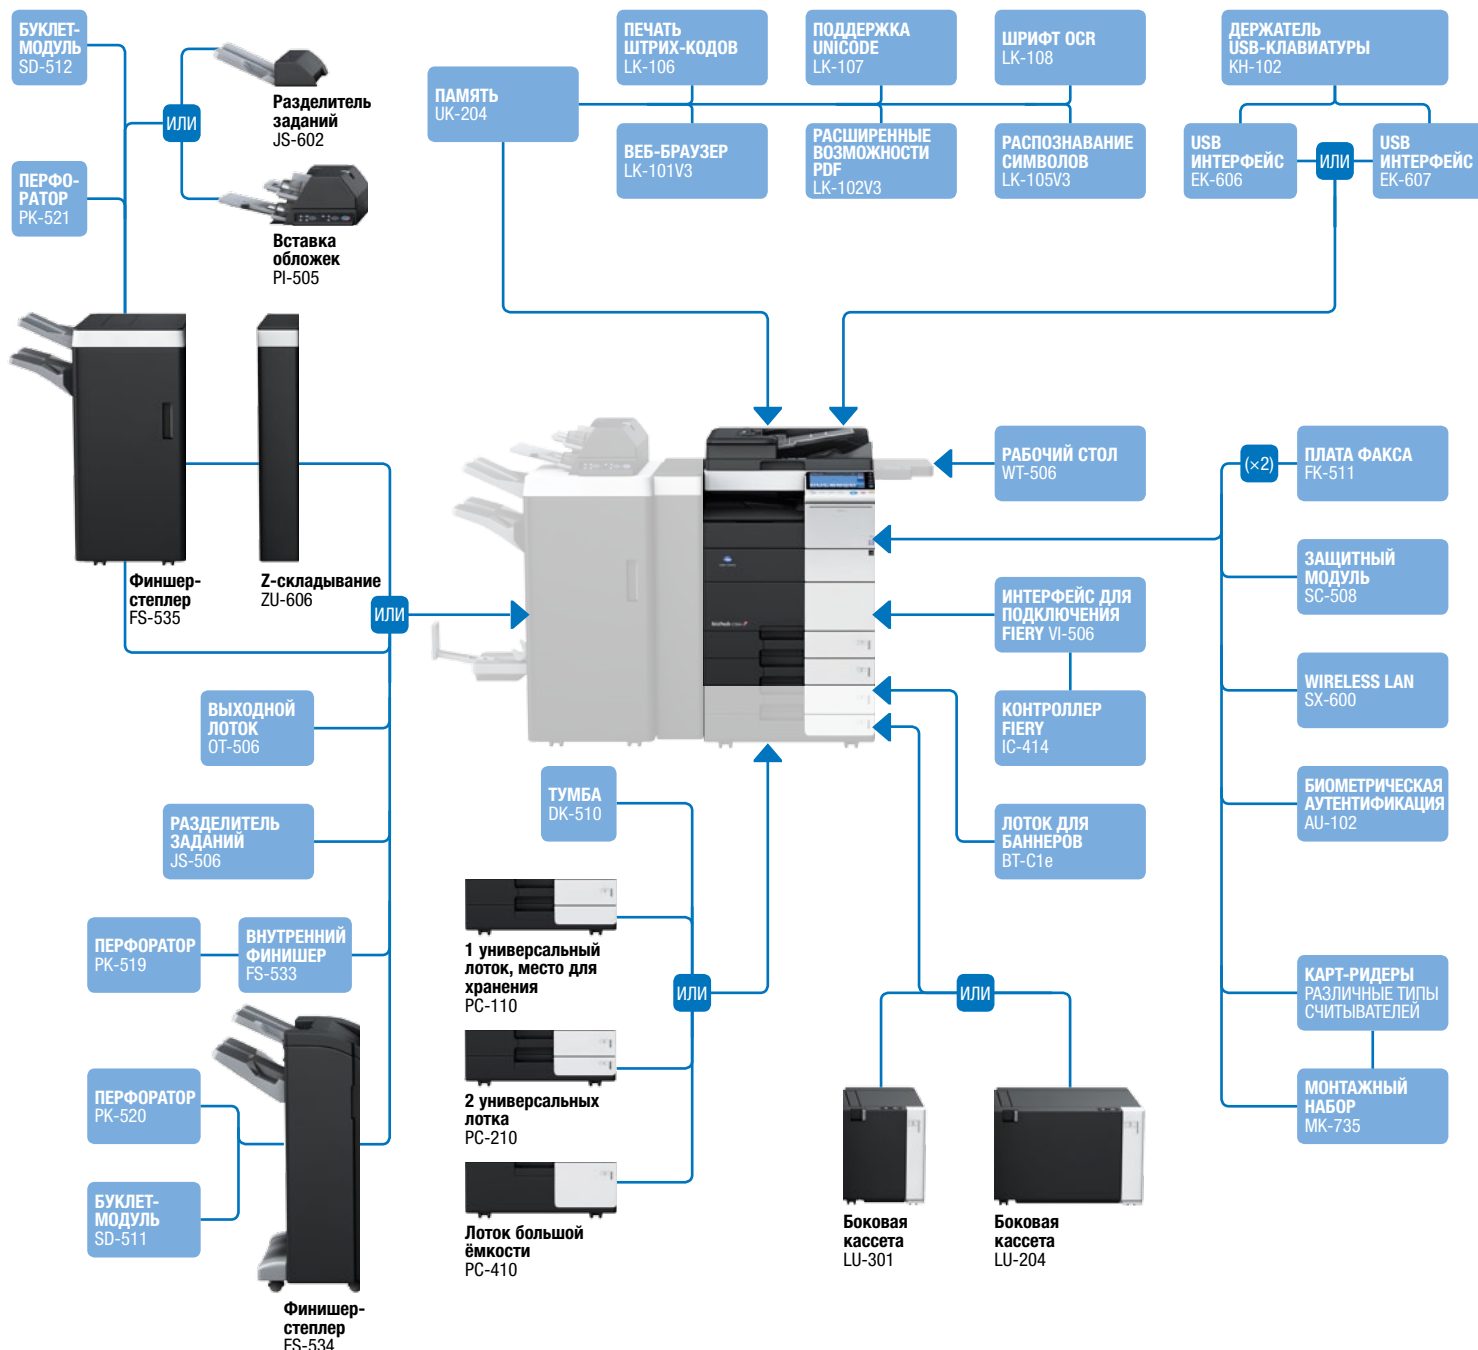 БУКЛЕТ-
МОДУЛЬ
SD-512
ПЕРФО-
РАТОР
PK-521
ИЛИ
Разделитель
заданий
JS-602
Вставка
обложек
PI-505
ПАМЯТЬ
UK-204
ПЕЧАТЬ
ШТРИХ-КОДОВ
LK-106
ПОДДЕРЖКА
UNICODE
LK-107
ШРИФТ OCR
LK-108
ВЕБ-БРАУЗЕР
LK-101V3
РАСШИРЕННЫЕ
ВОЗМОЖНОСТИ
PDF
LK-102V3
РАСПОЗНАВАНИЕ
СИМВОЛОВ
LK-105V3
ДЕРЖАТЕЛЬ
USB-КЛАВИАТУРЫ
KH-102
USB
ИНТЕРФЕЙС
EK-606
ИЛИ
USB
ИНТЕРФЕЙС
EK-607
Финшер-
степлер
FS-535
Z-складывание
ZU-606
ИЛИ
РАБОЧИЙ СТОЛ
WT-506
(×2)
ПЛАТА ФАКСА
FK-511
ЗАЩИТНЫЙ
МОДУЛЬ
SC-508
ИНТЕРФЕЙС ДЛЯ
ПОДКЛЮЧЕНИЯ
FIERY VI-506
КОНТРОЛЛЕР
FIERY
IC-414
WIRELESS LAN
SX-600
БИОМЕТРИЧЕСКАЯ
АУТЕНТИФИКАЦИЯ
AU-102
ЛОТОК ДЛЯ
БАННЕРОВ
BT-C1e
КАРТ-РИДЕРЫ
РАЗЛИЧНЫЕ ТИПЫ
СЧИТЫВАТЕЛЕЙ
МОНТАЖНЫЙ
НАБОР
MK-735
ВЫХОДНОЙ
ЛОТОК
OT-506
РАЗДЕЛИТЕЛЬ
ЗАДАНИЙ
JS-506
ПЕРФОРАТОР
PK-519
ВНУТРЕННИЙ
ФИНИШЕР
FS-533
ПЕРФОРАТОР
PK-520
БУКЛЕТ-
МОДУЛЬ
SD-511
Финишер-
степлер
FS-534
ТУМБА
DK-510
1 универсальный
лоток, место для
хранения
PC-110
2 универсальных
лотка
PC-210
Лоток большой
ёмкости
PC-410
ИЛИ
ИЛИ
Боковая
кассета
LU-301
Боковая
кассета
LU-204